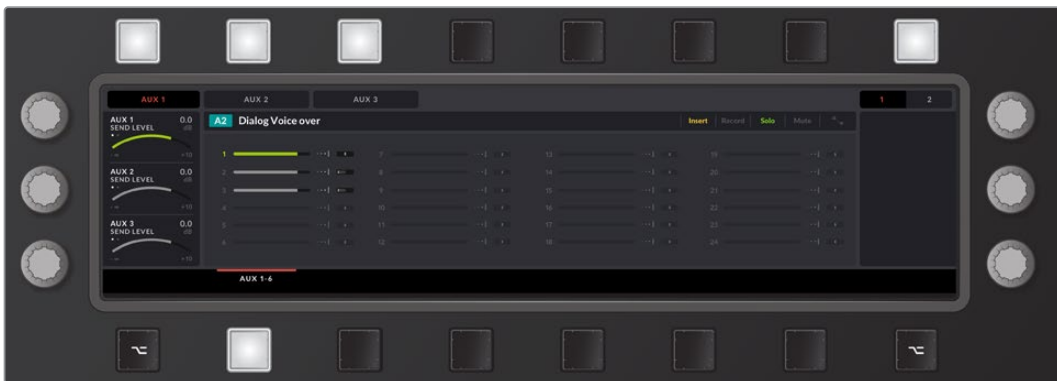 AUX 1 AUX 2 AUX 3 1 2
AUX 1 0.0
SEND LEVEL dB
-∞ +10
A2 Dialog Voice over Insert Record Solo Mute
1 7 13 19
AUX 2 0.0
SEND LEVEL dB
2 8 14 20
-∞ +10
3 9 15 21
AUX 3 0.0
SEND LEVEL dB
4 10 16 22
5 11 17 23
-∞ +10
6 12 18 24
AUX 1-6